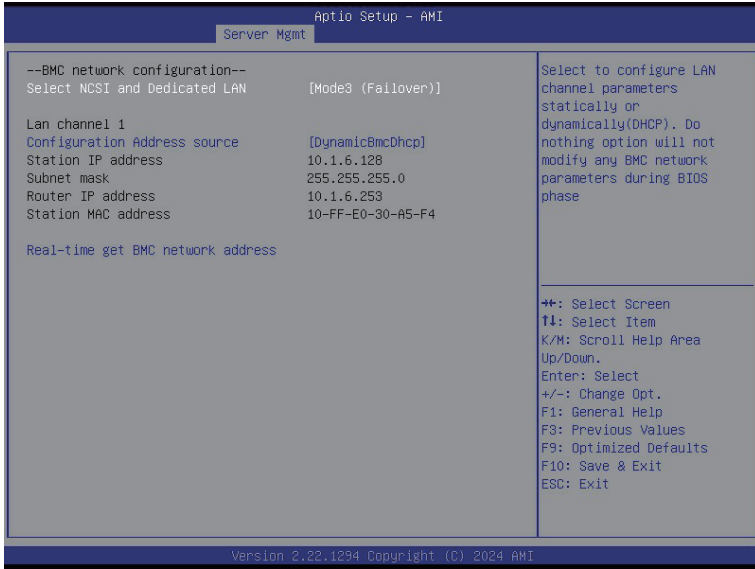 Aptio Setup - AMI
Server Mgmt
--BMC network configuration--
Select NCSI and Dedicated LAN [Mode3 (Failover)]
Lan channel 1
Configuration Address source [DynamicBmcDhcp]
Station IP address 10.1.6.128
Subnet mask 255.255.255.0
Router IP address 10.1.6.253
Station MAC address 10-FF-E0-30-A5-F4
Real-time get BMC network address
Select to configure LAN
channel parameters
statically or
dynamically(DHCP). Do
nothing option will not
modify any BMC network
parameters during BIOS
phase
→←: Select Screen
↑↓: Select Item
K/M: Scroll Help Area
Up/Down.
Enter: Select
+/-: Change Opt.
F1: General Help
F3: Previous Values
F9: Optimized Defaults
F10: Save & Exit
ESC: Exit
Version 2.22.1294 Copyright (C) 2024 AMI